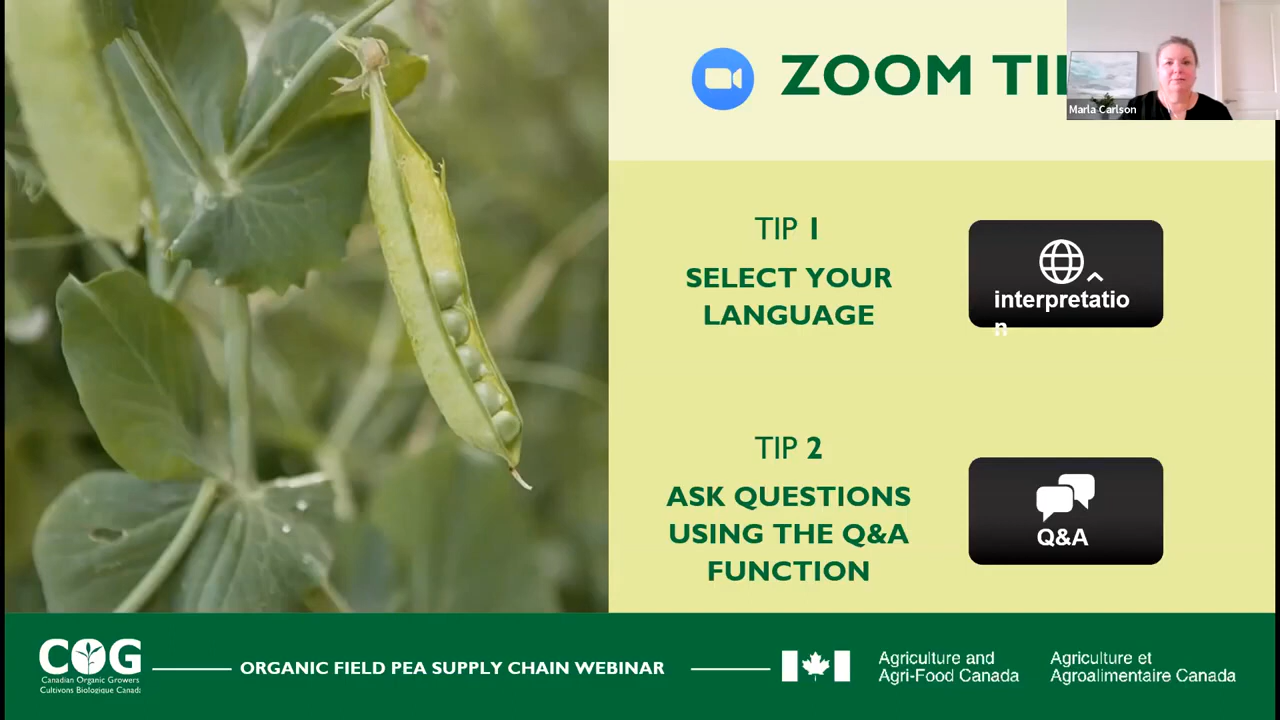 ZOOM TI
Marla Carlson
TIP 1
SELECT YOUR
LANGUAGE
interpretatio
n
TIP 2
ASK QUESTIONS
USING THE Q&A
FUNCTION
Q&A
COG
Canadian Organic Growers
Cultivons Biologique Canada
ORGANIC FIELD PEA SUPPLY CHAIN WEBINAR
Agriculture and
Agri-Food Canada
Agriculture et
Agroalimentaire Canada